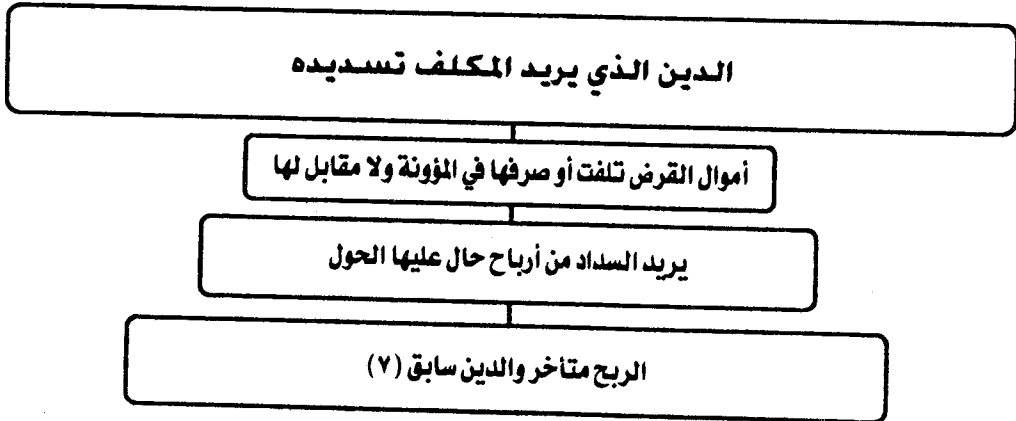 الدين الذي يريد المكلف تسديده
أموال القرض تلفت أو صرفها في المؤونة ولا مقابل لها
يريد السداد من أرباح حال عليها الحول
الربح متأخر والدين سابق (٧)